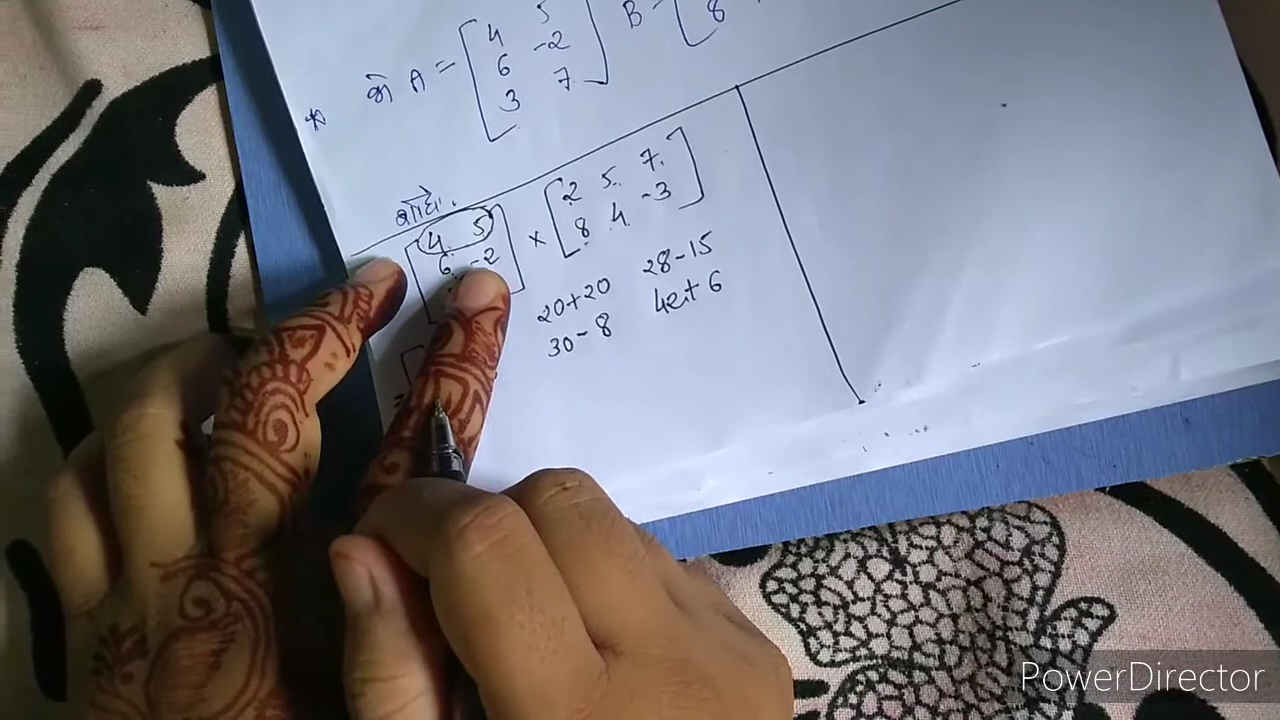 * जो A = [4 5 B = [
6 -2 8
3 7]
[4 5 × [2 5 7
6 -2] 8 4 -3]
20+20 28-15
30-8 42+6
PowerDirector